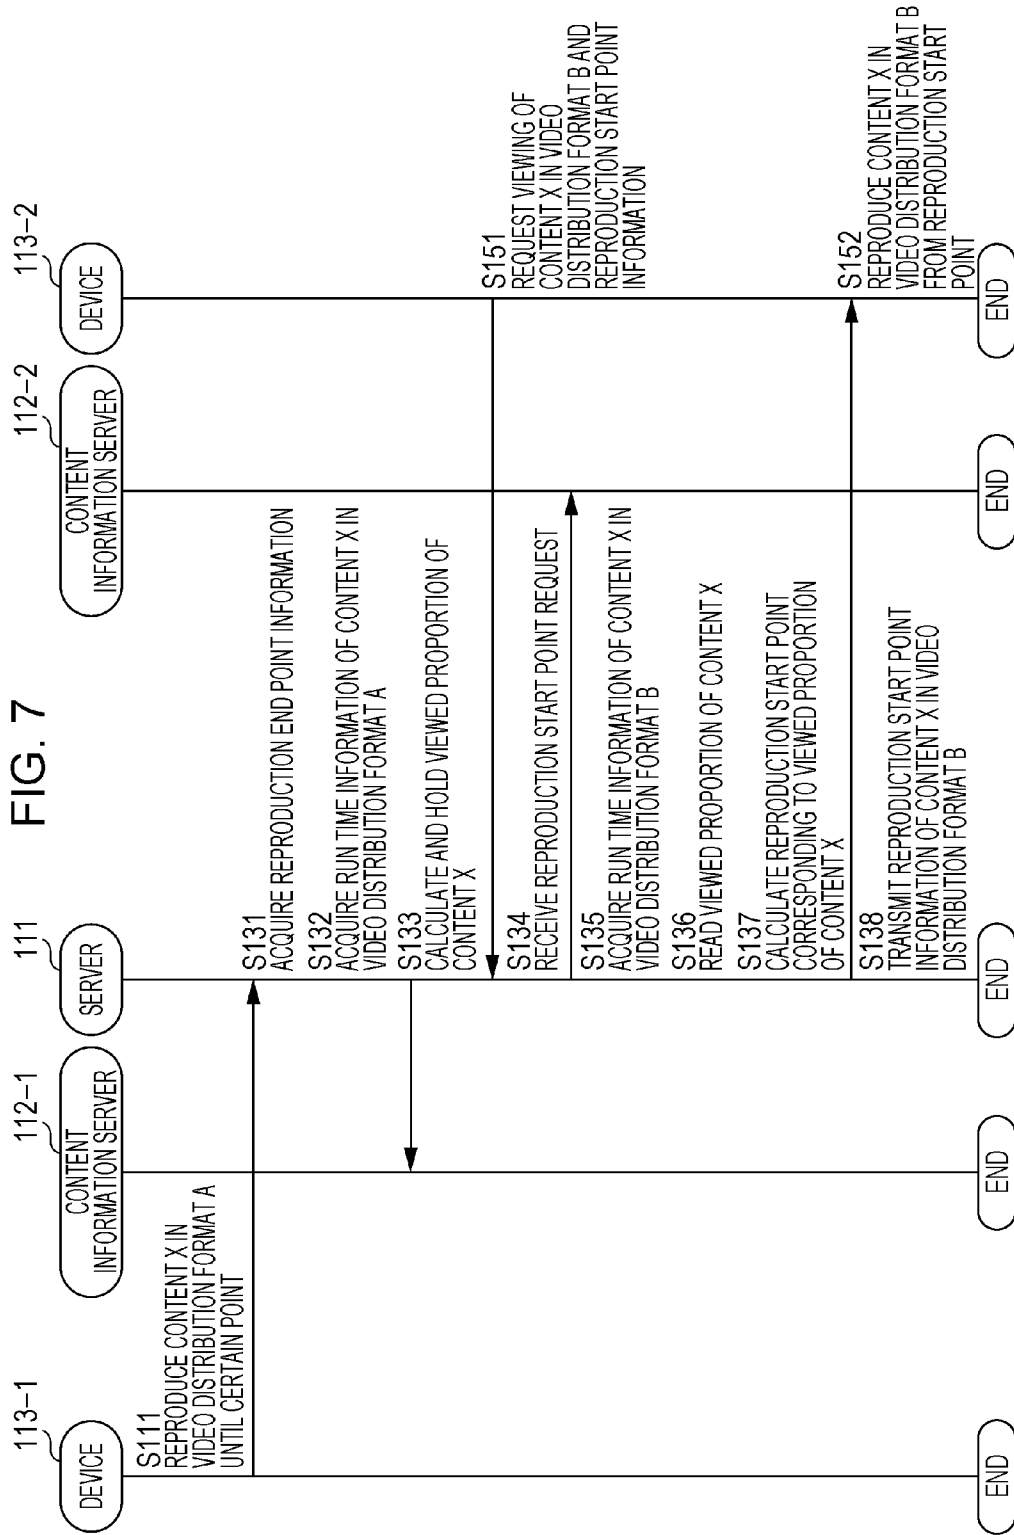 FIG. 7
113-1
DEVICE
112-1
CONTENT
INFORMATION SERVER
111
SERVER
112-2
CONTENT
INFORMATION SERVER
113-2
DEVICE
S111
REPRODUCE CONTENT X IN
VIDEO DISTRIBUTION FORMAT A
UNTIL CERTAIN POINT
S131
ACQUIRE REPRODUCTION END POINT INFORMATION
S132
ACQUIRE RUN TIME INFORMATION OF CONTENT X IN
VIDEO DISTRIBUTION FORMAT A
S133
CALCULATE AND HOLD VIEWED PROPORTION OF
CONTENT X
S151
REQUEST VIEWING OF
CONTENT X IN VIDEO
DISTRIBUTION FORMAT B AND
REPRODUCTION START POINT
INFORMATION
S134
RECEIVE REPRODUCTION START POINT REQUEST
S135
ACQUIRE RUN TIME INFORMATION OF CONTENT X IN
VIDEO DISTRIBUTION FORMAT B
S136
READ VIEWED PROPORTION OF CONTENT X
S137
CALCULATE REPRODUCTION START POINT
CORRESPONDING TO VIEWED PROPORTION
OF CONTENT X
S138
TRANSMIT REPRODUCTION START POINT
INFORMATION OF CONTENT X IN VIDEO
DISTRIBUTION FORMAT B
S152
REPRODUCE CONTENT X IN
VIDEO DISTRIBUTION FORMAT B
FROM REPRODUCTION START
POINT
END
END
END
END
END